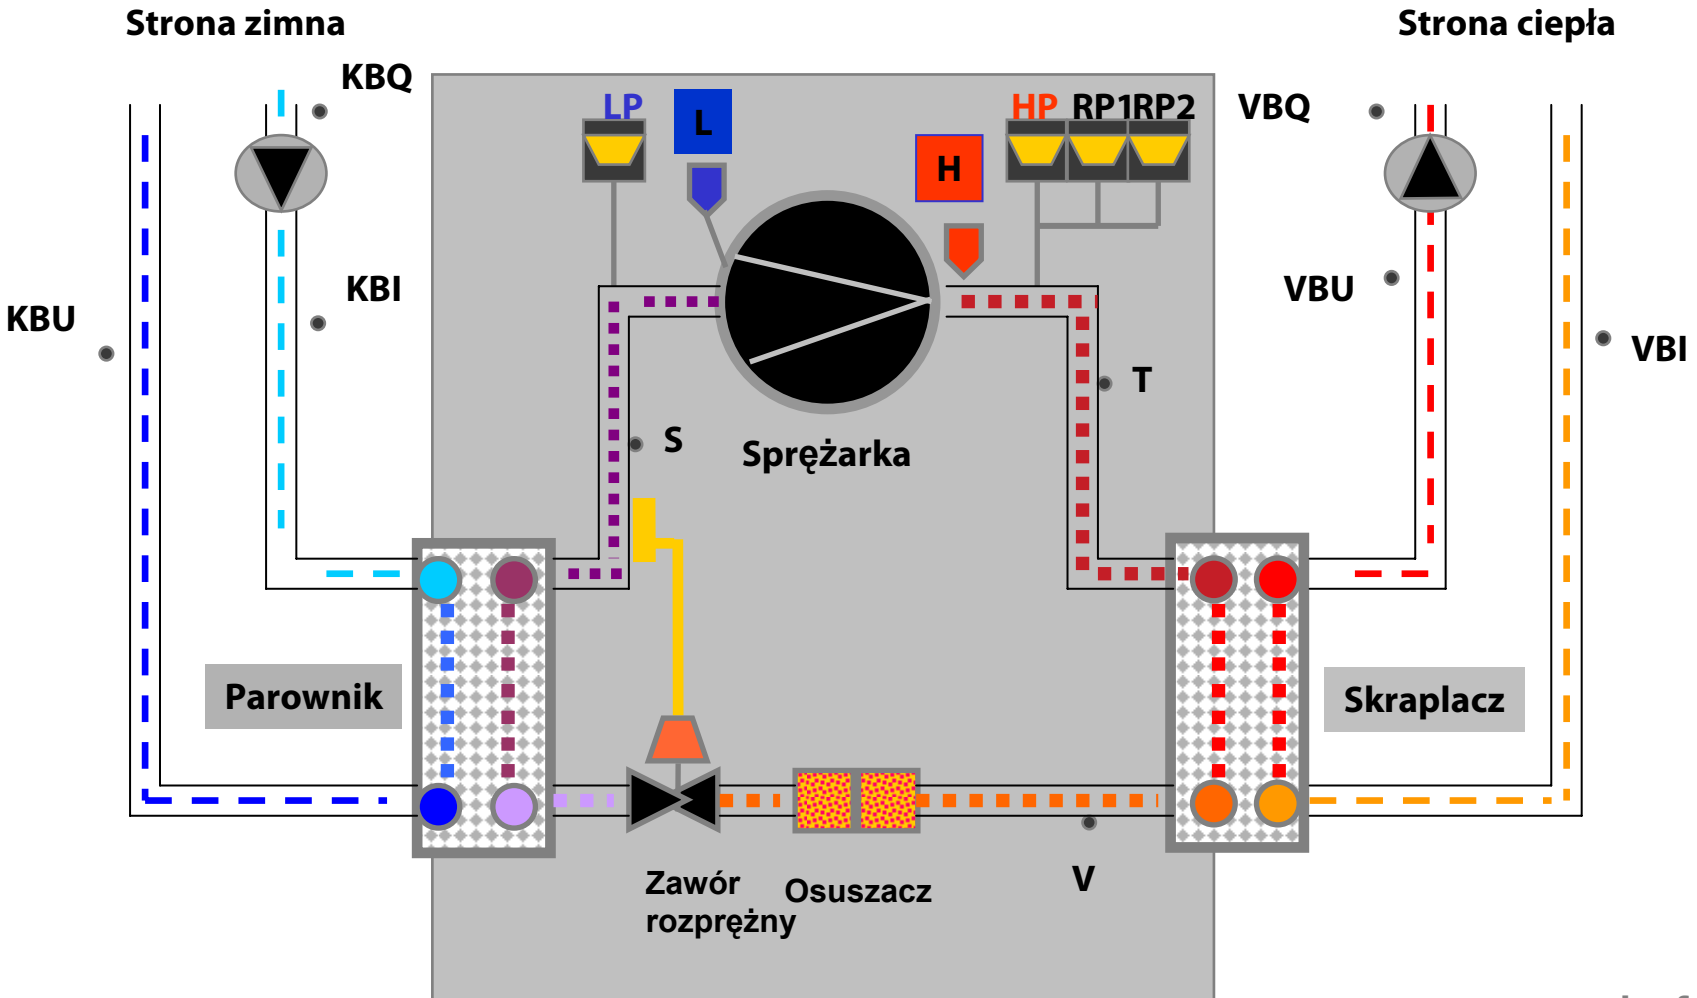 Strona zimna
Strona ciepła
KBQ
LP
L
HP
RP1RP2
VBQ
H
KBI
VBU
KBU
VBI
T
S
Sprężarka
Parownik
Skraplacz
V
Zawór
rozprężny
Osuszacz